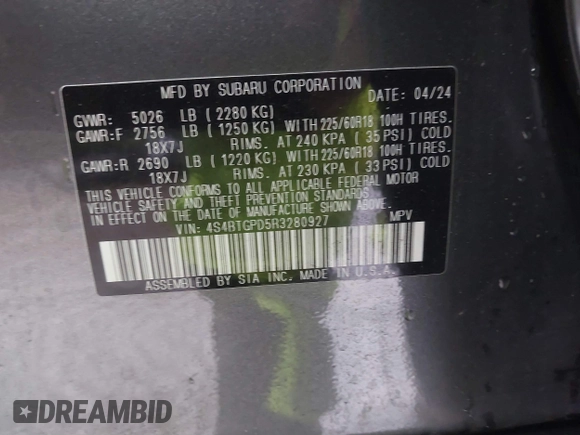 MFD BY SUBARU CORPORATION
DATE: 04/24
GVWR: 5026 LB ( 2280 KG)
GAWR:F 2756 LB ( 1250 KG) WITH 225/60R18 100H TIRES.
18X7J RIMS. AT 240 KPA ( 35 PSI) COLD
GAWR:R 2690 LB ( 1220 KG) WITH 225/60R18 100H TIRES.
18X7J RIMS. AT 230 KPA ( 33 PSI) COLD
THIS VEHICLE CONFORMS TO ALL APPLICABLE FEDERAL MOTOR
VEHICLE SAFETY AND THEFT PREVENTION STANDARDS
IN EFFECT ON THE DATE OF MANUFACTURE SHOWN ABOVE.
VIN: 4S4BTGPD5R3280927 MPV
ASSEMBLED BY SIA INC. MADE IN U.S.A.
DREAMBID